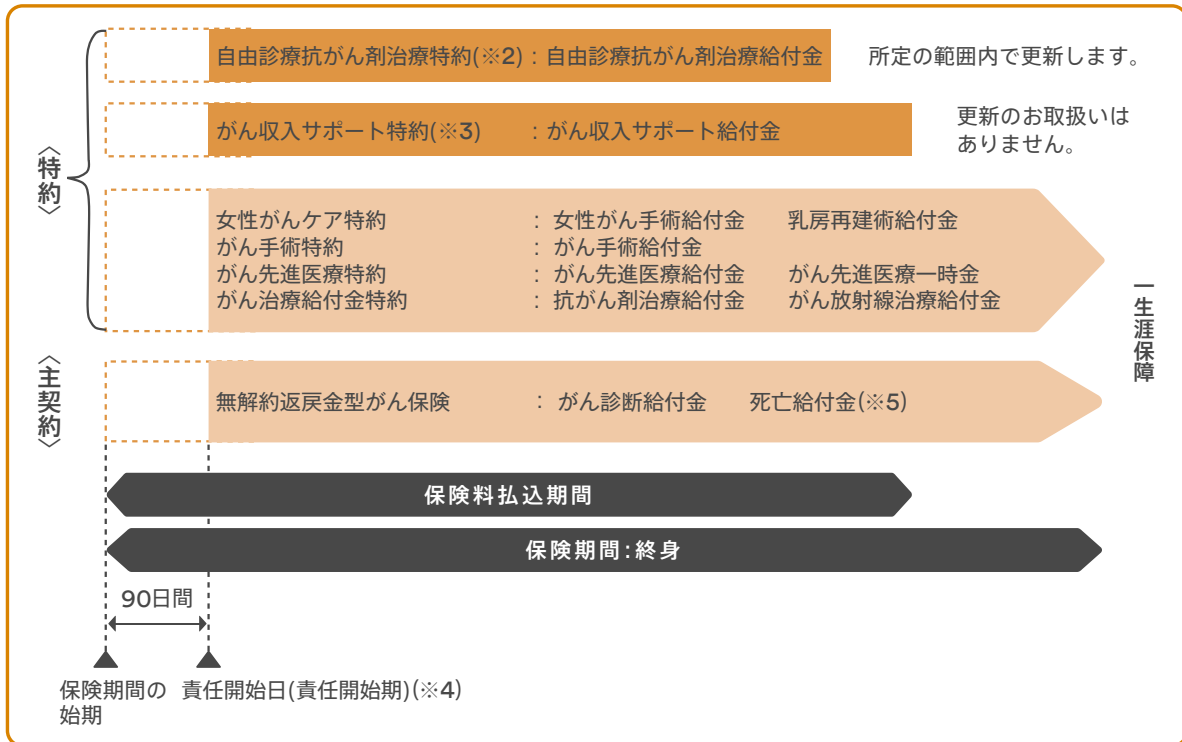 自由診療抗がん剤治療特約(※2)：自由診療抗がん剤治療給付金 所定の範囲内で更新します。
がん収入サポート特約(※3) ：がん収入サポート給付金 更新のお取扱いは
ありません。
〈特約〉
女性がんケア特約 ：女性がん手術給付金 乳房再建術給付金
がん手術特約 ：がん手術給付金
がん先進医療特約 ：がん先進医療給付金 がん先進医療一時金
がん治療給付金特約 ：抗がん剤治療給付金 がん放射線治療給付金
一生涯保障
〈主契約〉
無解約返戻金型がん保険 ：がん診断給付金 死亡給付金(※5)
保険料払込期間
保険期間：終身
90日間
保険期間の 責任開始日(責任開始期)(※4)
始期